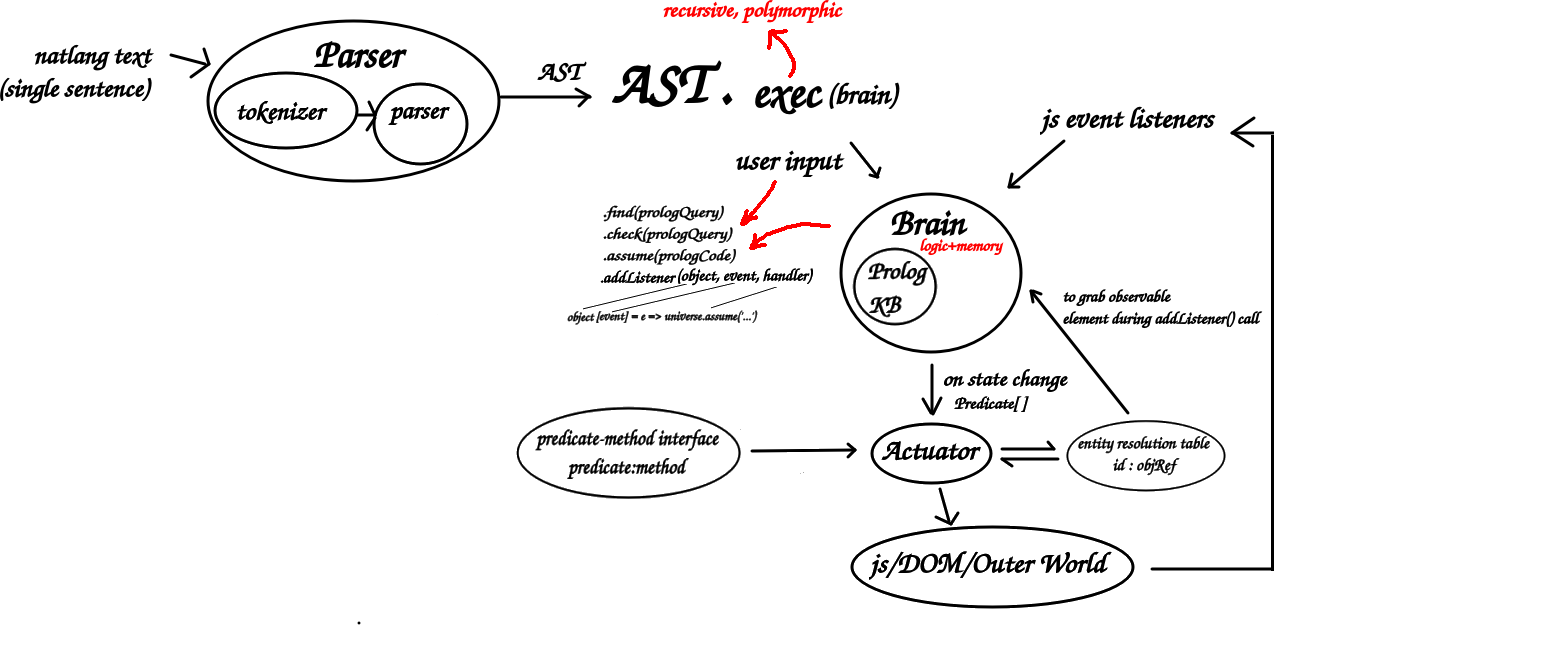 recursive, polymorphic
natlang text
(single sentence)
Parser
tokenizer
parser
AST
AST. exec (brain)
user input
js event listeners
.find(prologQuery)
.check(prologQuery)
.assume(prologCode)
.addListener (object, event, handler)
object [event] = e => universe.assume('...')
Brain
logic+memory
Prolog
KB
to grab observable
element during addListener() call
on state change
Predicate[ ]
predicate-method interface
predicate:method
Actuator
entity resolution table
id : objRef
js/DOM/Outer World